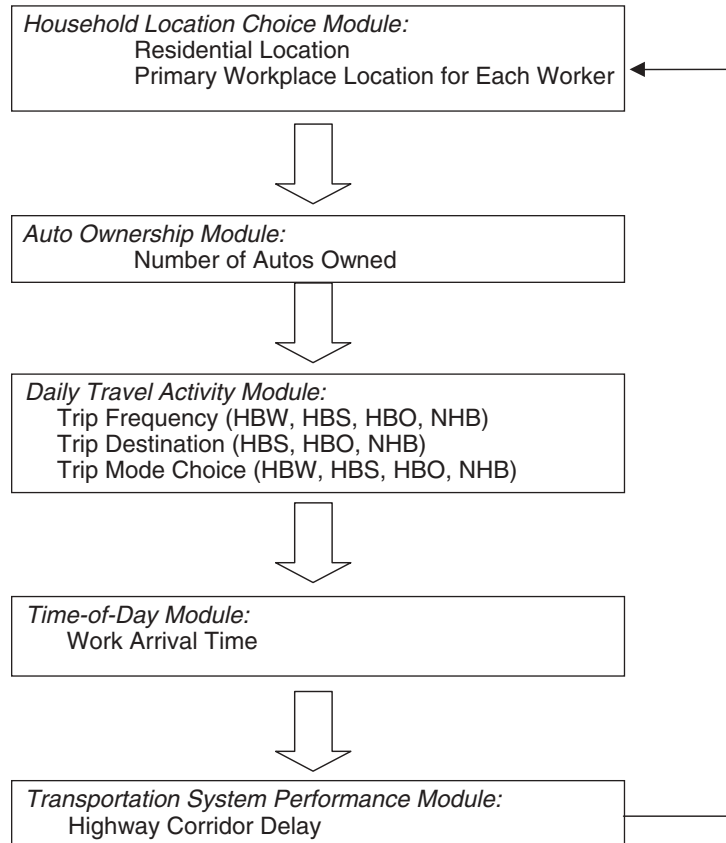 Household Location Choice Module:
Residential Location
Primary Workplace Location for Each Worker
Auto Ownership Module:
Number of Autos Owned
Daily Travel Activity Module:
Trip Frequency (HBW, HBS, HBO, NHB)
Trip Destination (HBS, HBO, NHB)
Trip Mode Choice (HBW, HBS, HBO, NHB)
Time-of-Day Module:
Work Arrival Time
Transportation System Performance Module:
Highway Corridor Delay